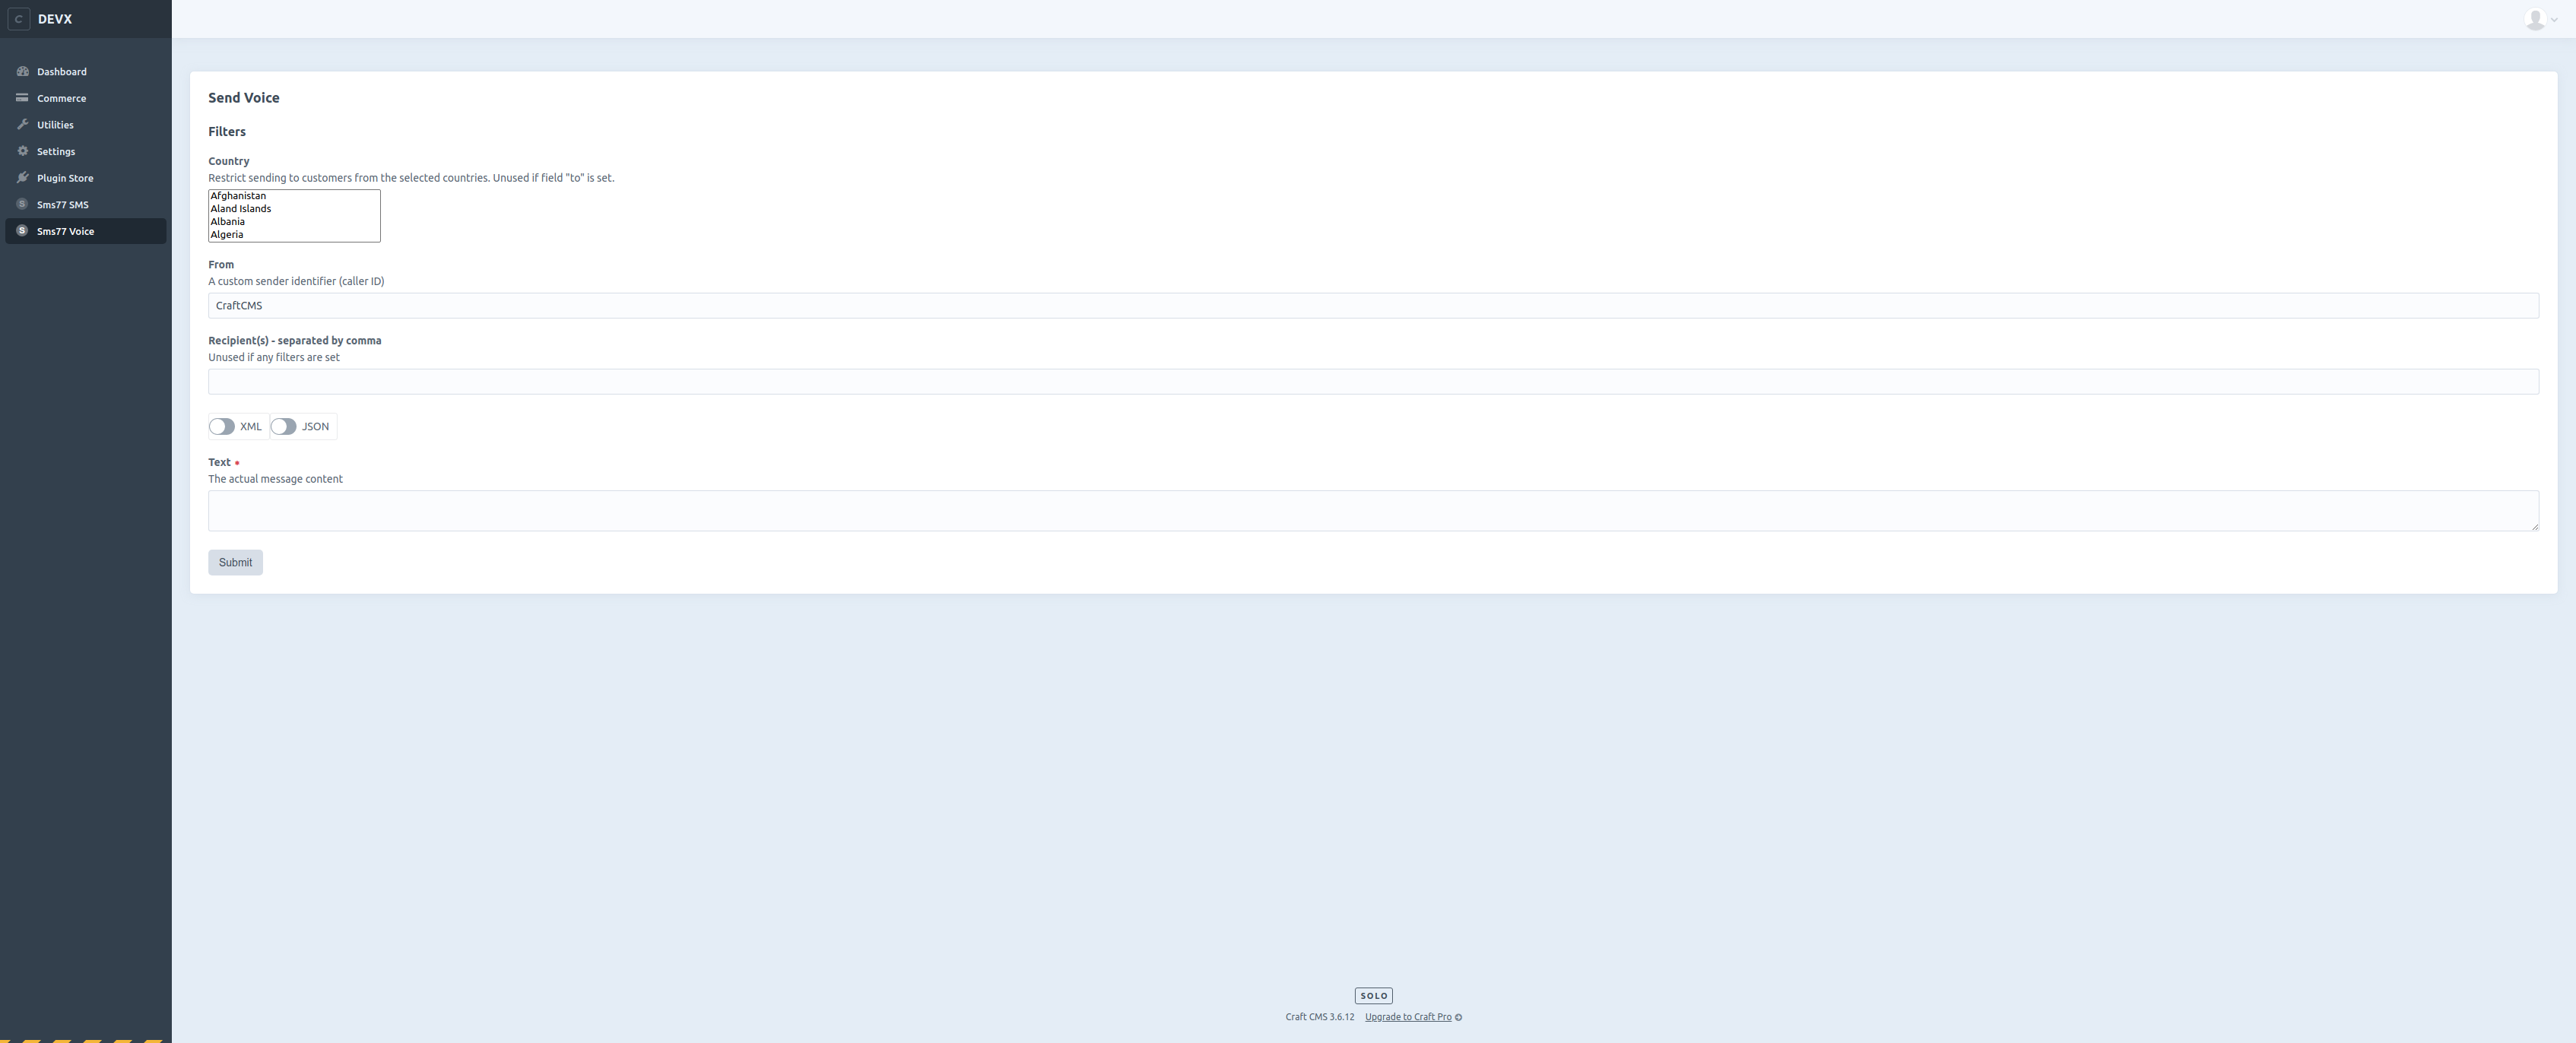 C DEVX
Dashboard
Commerce
Utilities
Settings
Plugin Store
S Sms77 SMS
S Sms77 Voice
Send Voice
Filters
Country
Restrict sending to customers from the selected countries. Unused if field "to" is set.
Afghanistan
Aland Islands
Albania
Algeria
From
A custom sender identifier (caller ID)
CraftCMS
Recipient(s) - separated by comma
Unused if any filters are set
XML JSON
Text
The actual message content
Submit
SOLO
Craft CMS 3.6.12 Upgrade to Craft Pro